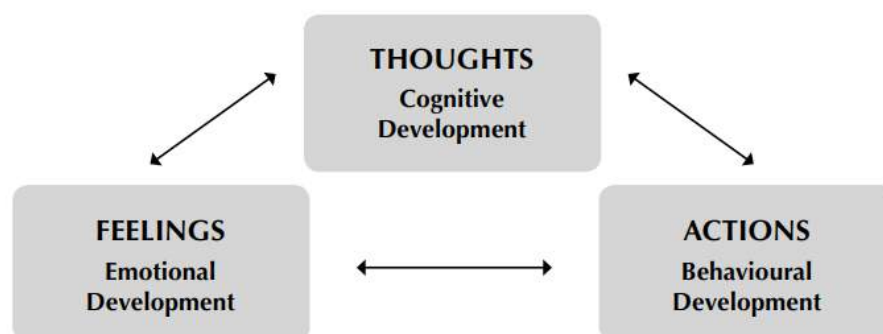 THOUGHTS
Cognitive
Development
FEELINGS
Emotional
Development
ACTIONS
Behavioural
Development